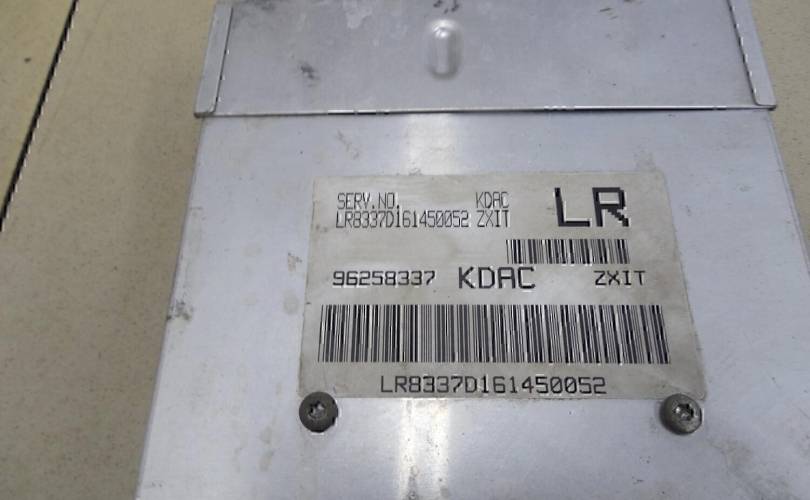 SERV.NO. KDAC LR
LR8337D161450052 ZXIT
96258337 KDAC ZXIT
LR8337D161450052